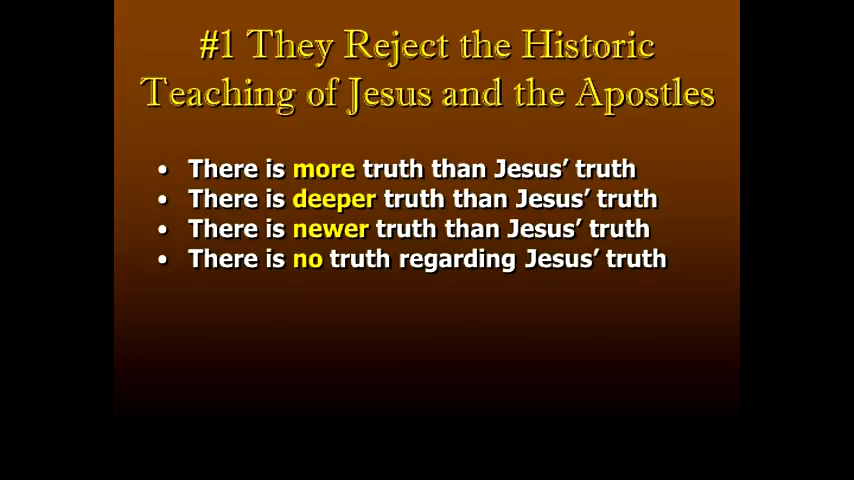 #1 They Reject the Historic
Teaching of Jesus and the Apostles
• There is more truth than Jesus’ truth
• There is deeper truth than Jesus’ truth
• There is newer truth than Jesus’ truth
• There is no truth regarding Jesus’ truth